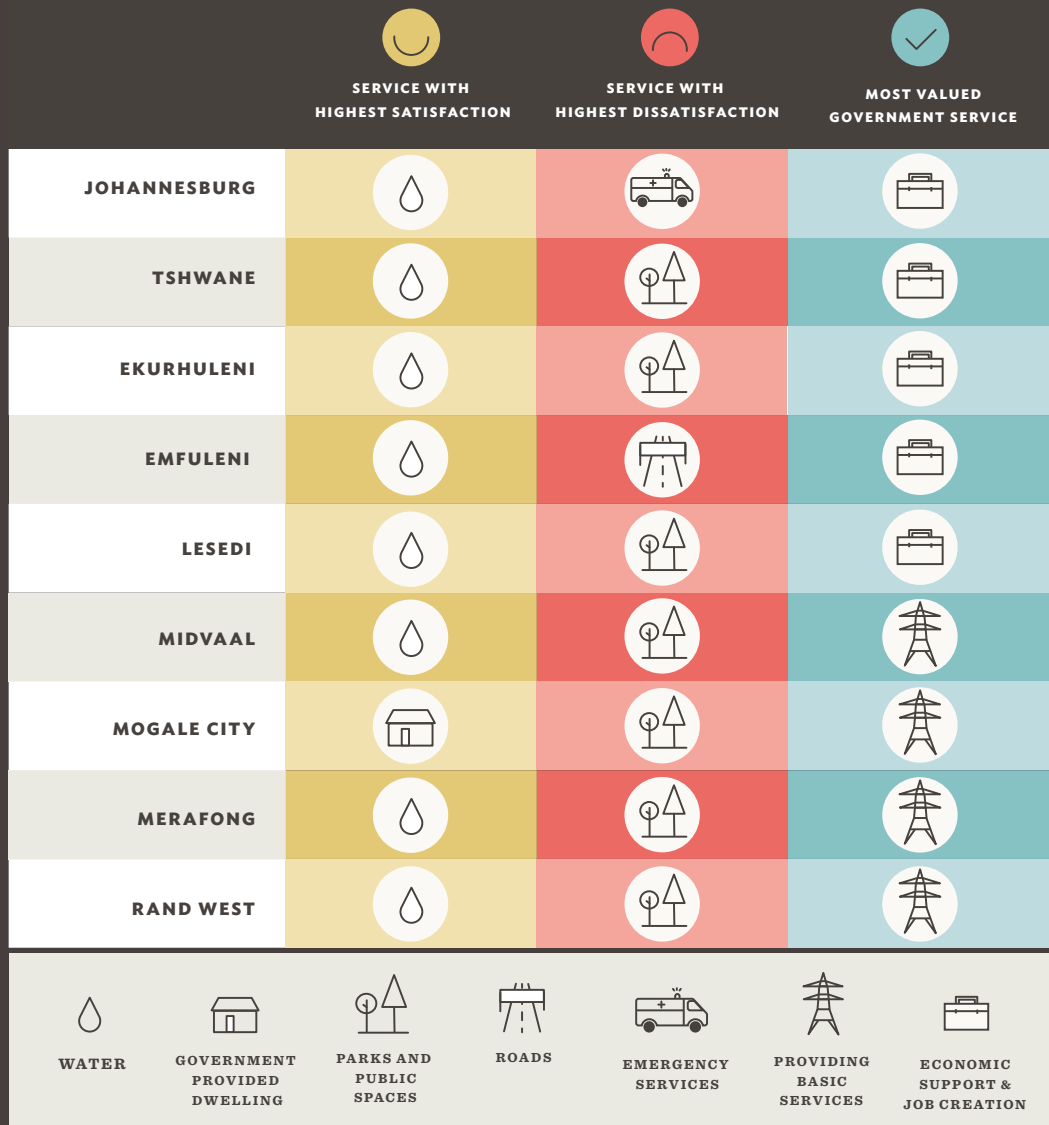 SERVICE WITH
HIGHEST SATISFACTION
SERVICE WITH
HIGHEST DISSATISFACTION
MOST VALUED
GOVERNMENT SERVICE
JOHANNESBURG
TSHWANE
EKURHULENI
EMFULENI
LESEDI
MIDVAAL
MOGALE CITY
MERAFONG
RAND WEST
WATER
GOVERNMENT
PROVIDED
DWELLING
PARKS AND
PUBLIC
SPACES
ROADS
EMERGENCY
SERVICES
PROVIDING
BASIC
SERVICES
ECONOMIC
SUPPORT &
JOB CREATION